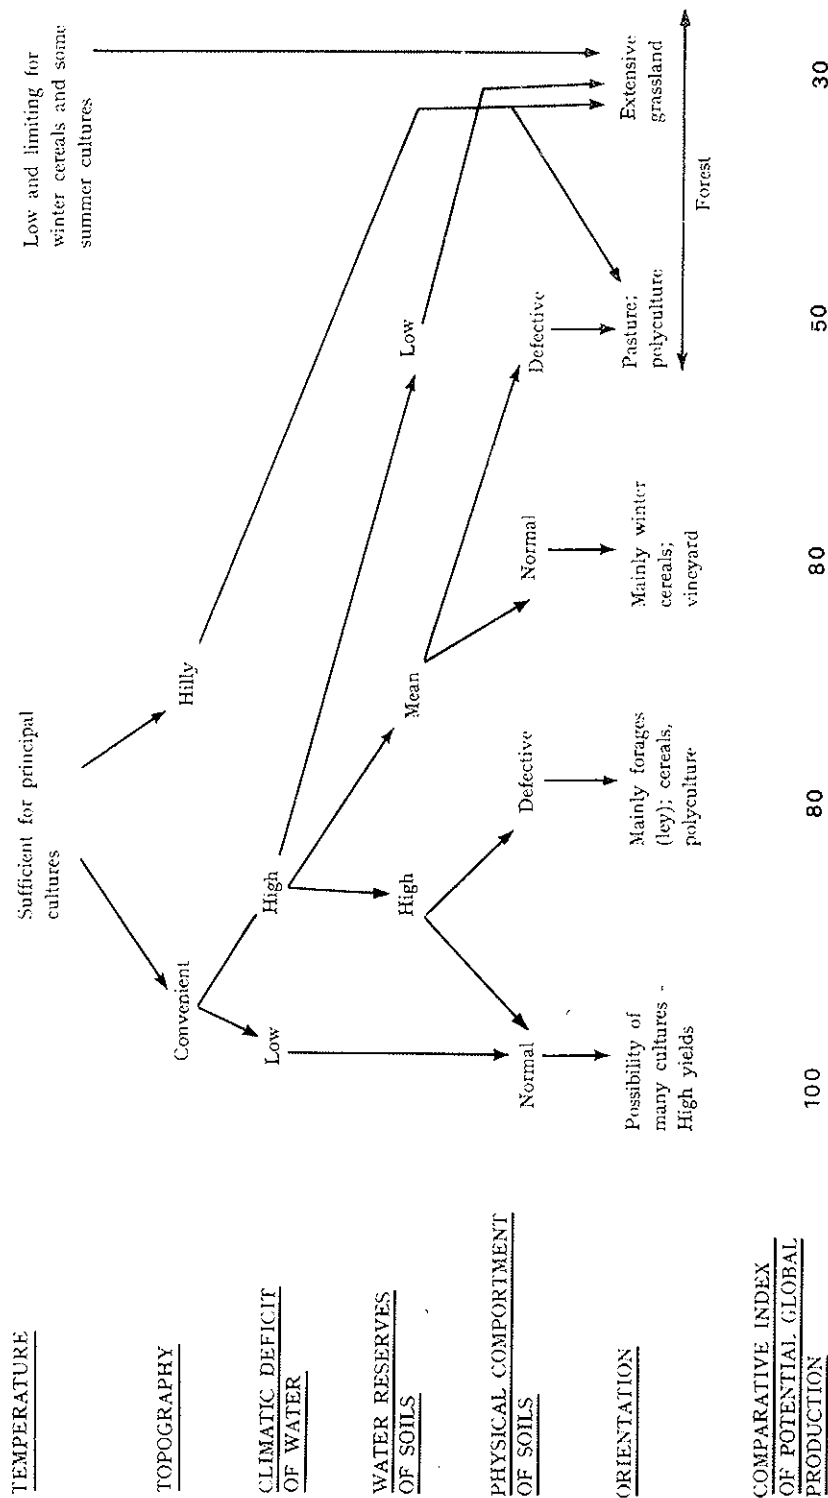 TEMPERATURE
Sufficient for principal
cultures
Low and limiting for
winter cereals and some
summer cultures
TOPOGRAPHY
Convenient
Hilly
CLIMATIC DEFICIT
OF WATER
Low
High
WATER RESERVES
OF SOILS
High
Mean
Low
PHYSICAL COMPORTMENT
OF SOILS
Normal
Defective
Normal
Defective
ORIENTATION
Possibility of
many cultures -
High yields
Mainly forages
(ley); cereals,
polyculture
Mainly winter
cereals;
vineyard
Pasture;
polyculture
Extensive
grassland
Forest
COMPARATIVE INDEX
OF POTENTIAL GLOBAL
PRODUCTION
100
80
80
50
30